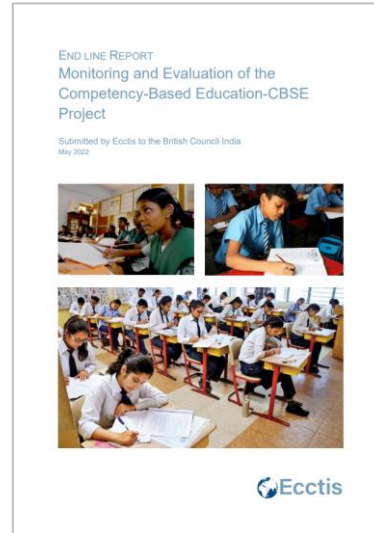 END LINE REPORT
Monitoring and Evaluation of the
Competency-Based Education-CBSE
Project
Submitted by Ecctis to the British Council India
May 2022
Ecctis